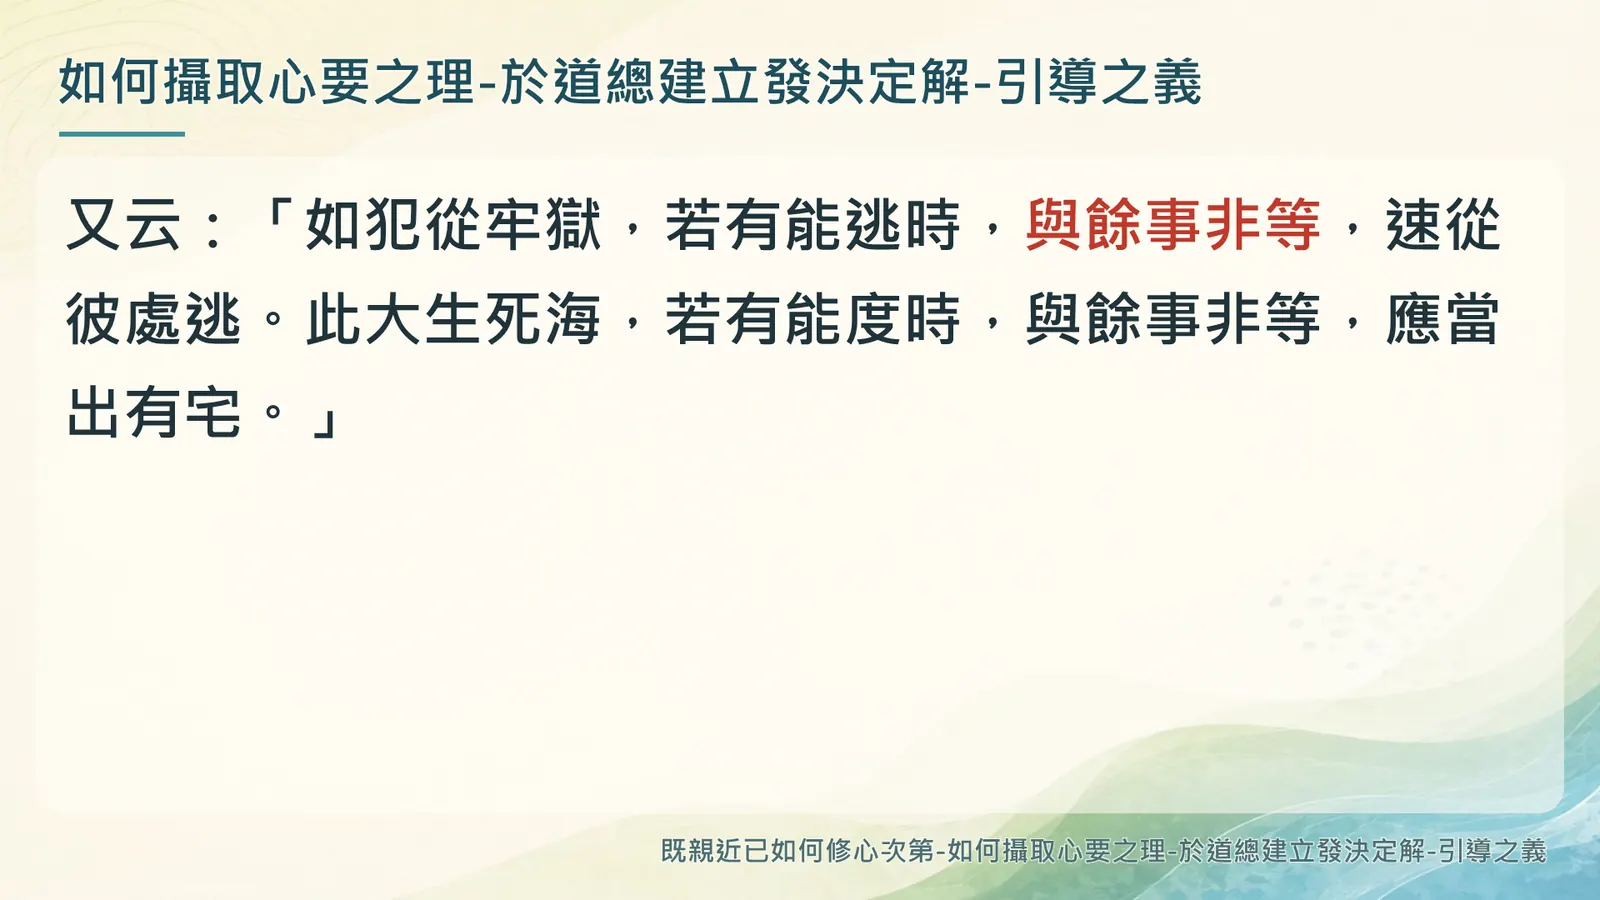 如何攝取心要之理-於道總建立發決定解-引導之義
又云：「如犯從牢獄，若有能逃時，與餘事非等，速從
彼處逃。此大生死海，若有能度時，與餘事非等，應當
出有宅。」
既親近已如何修心次第-如何攝取心要之理-於道總建立發決定解-引導之義